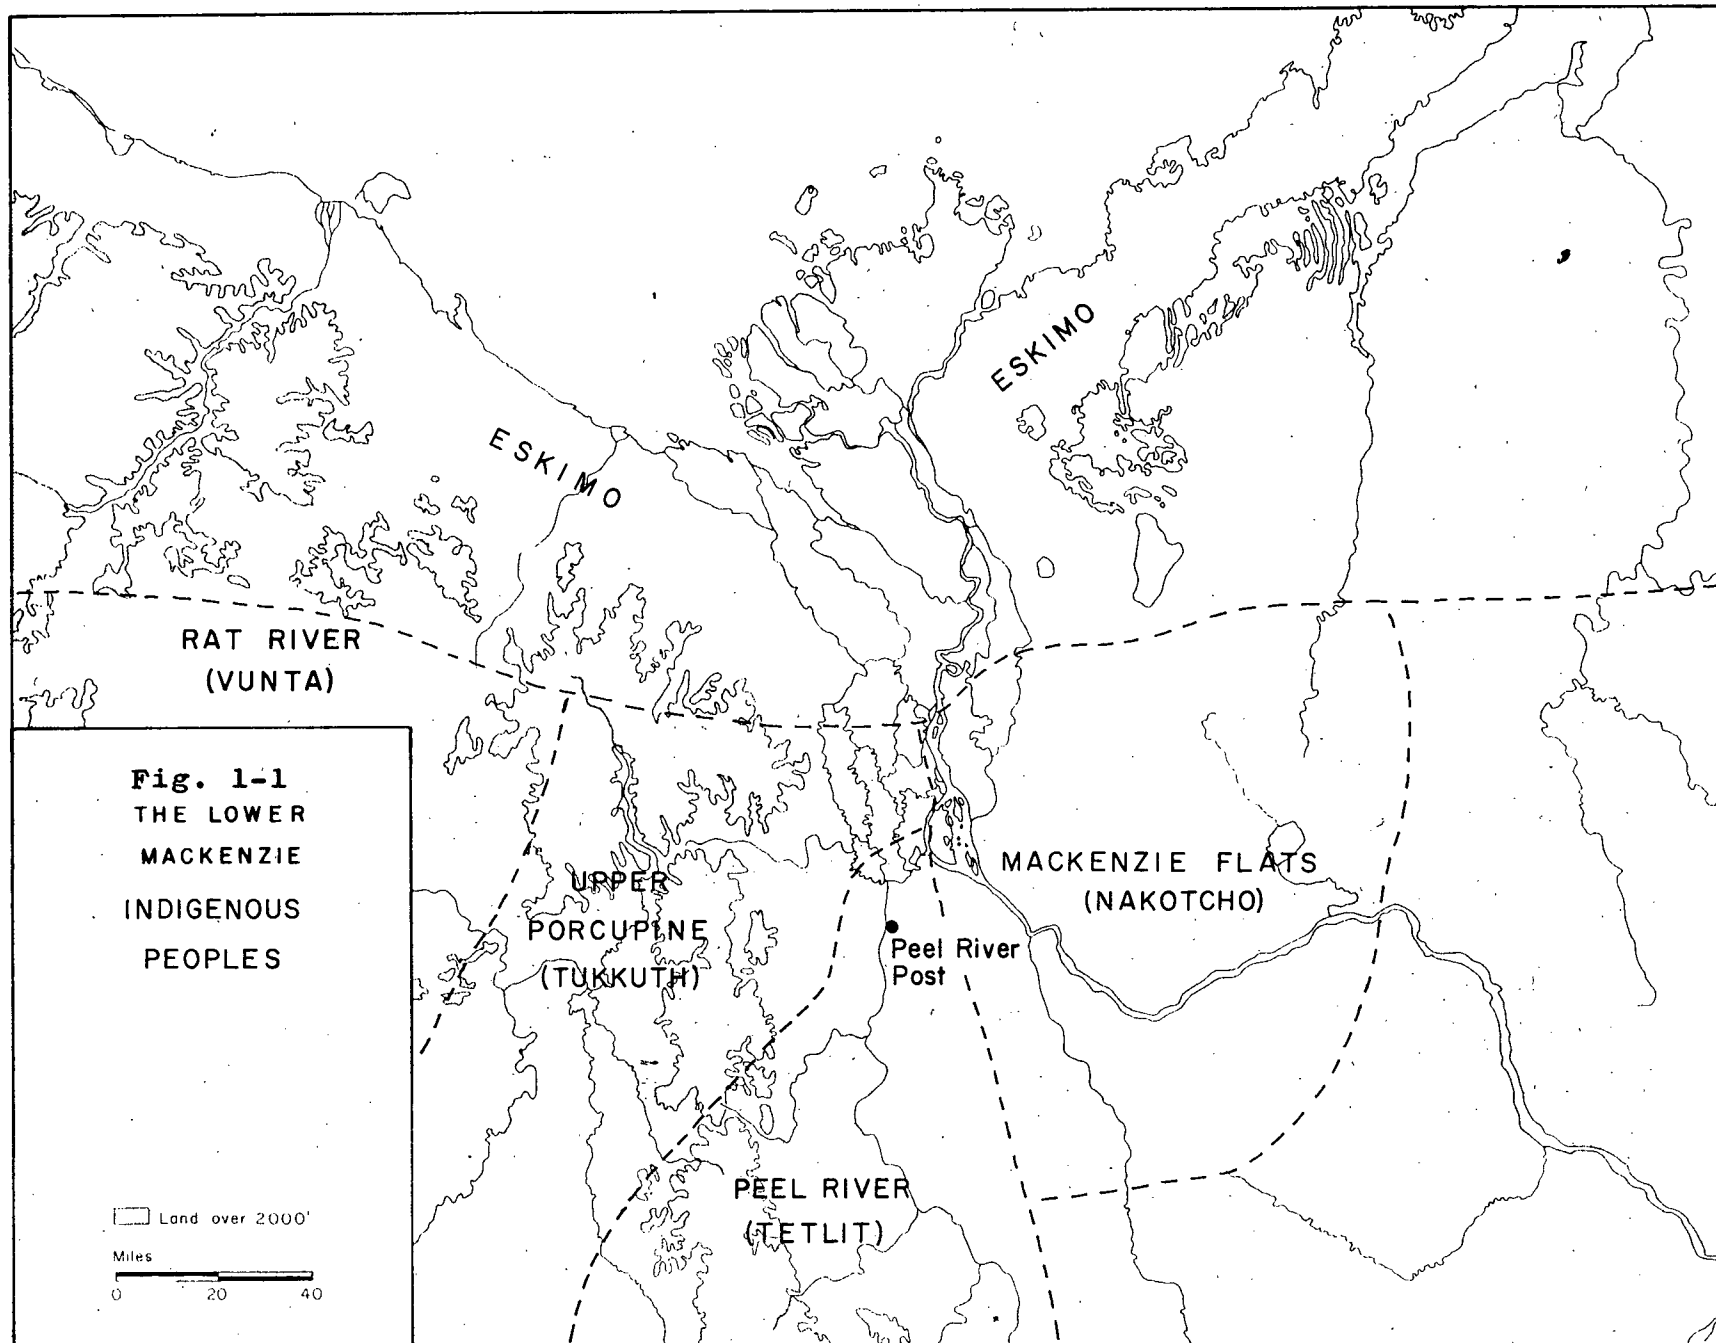 ESKIMO
ESKIMO
RAT RIVER
(VUNTA)
UPPER
PORCUPINE
(TUKKUTH)
MACKENZIE FLATS
(NAKOTCHO)
Peel River
Post
PEEL RIVER
(TETLIT)
Fig. 1-1
THE LOWER
MACKENZIE
INDIGENOUS
PEOPLES
Land over 2000'
Miles
0 20 40